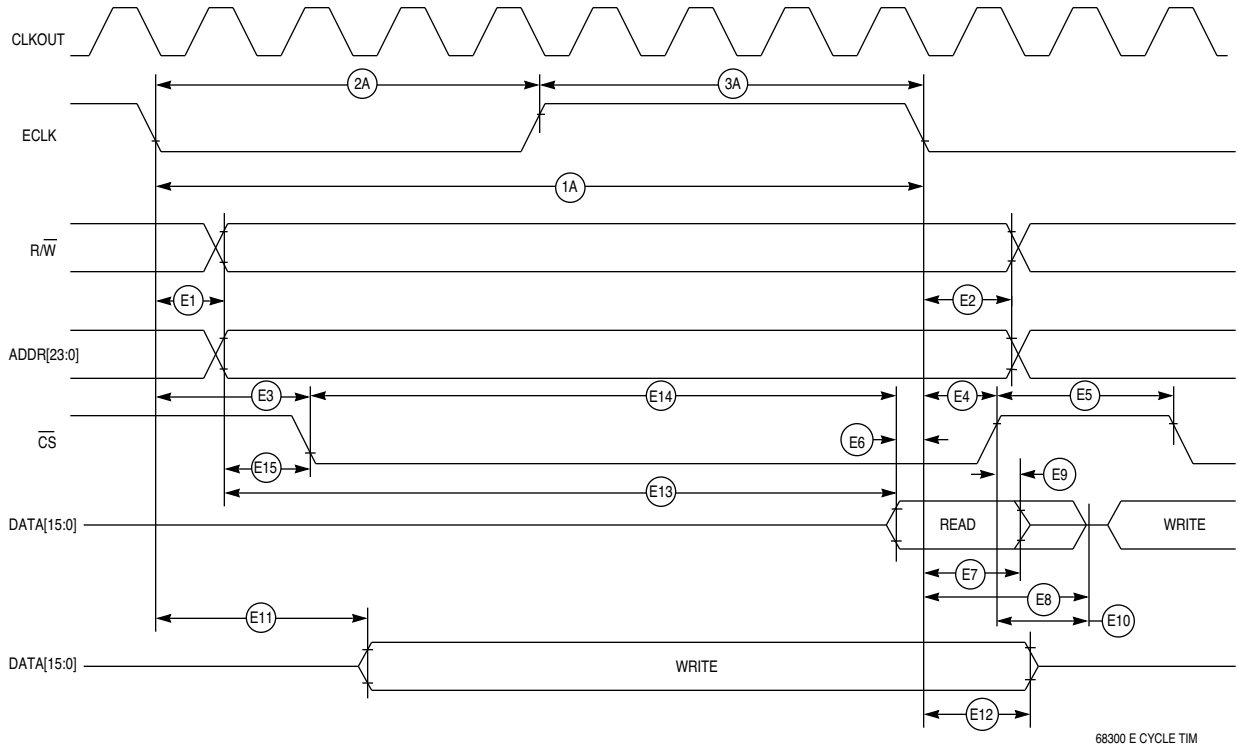 CLKOUT
2A
3A
ECLK
1A
R/W
E1
E2
ADDR[23:0]
E3
E14
E4
E5
CS
E6
E15
E9
E13
DATA[15:0]
READ
WRITE
E7
E8
E11
E10
DATA[15:0]
WRITE
E12
68300 E CYCLE TIM